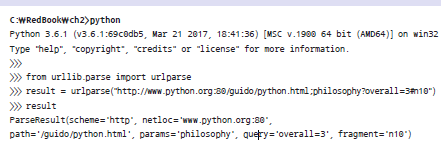 C:₩RedBook₩ch2>python
Python 3.6.1 (v3.6.1:69c0db5, Mar 21 2017, 18:41:36) [MSC v.1900 64 bit (AMD64)] on win32
Type "help", "copyright", "credits" or "license" for more information.
>>>
>>> from urllib.parse import urlparse
>>> result = urlparse("http://www.python.org:80/guido/python.html;philosophy?overall=3#n10")
>>> result
ParseResult(scheme='http', netloc='www.python.org:80',
path='/guido/python.html', params='philosophy', query='overall=3', fragment='n10')